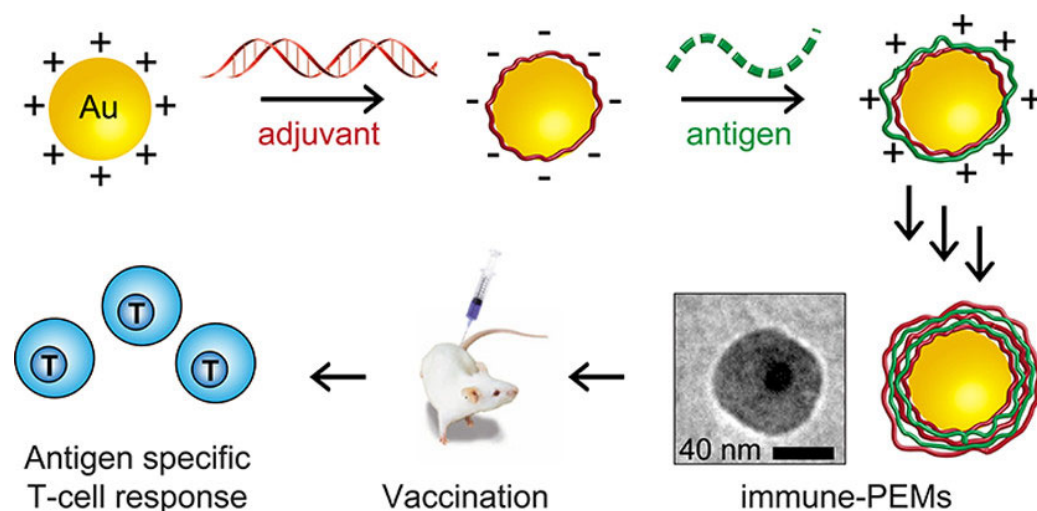 Au
adjuvant
antigen
40 nm
T
T
T
Antigen specific
T-cell response
Vaccination
immune-PEMs